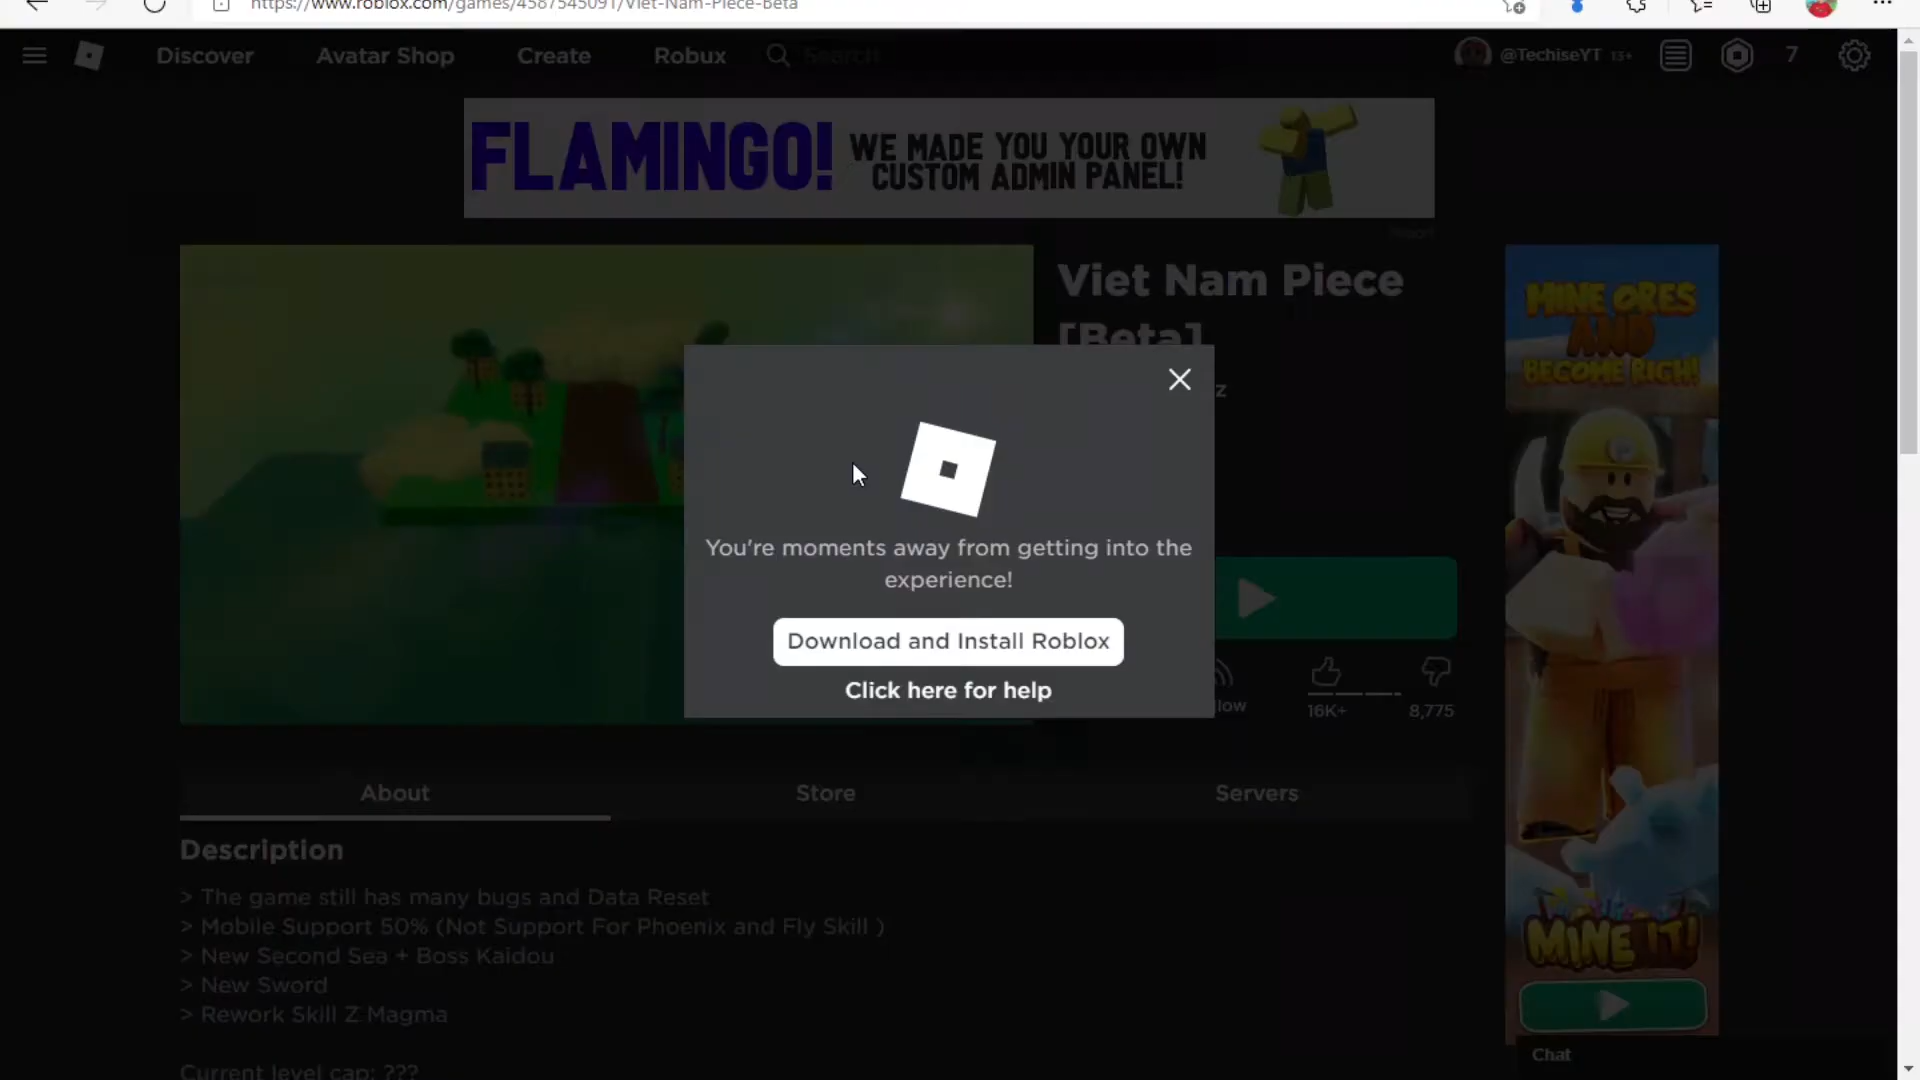 https://www.roblox.com/games/4587545091/Viet-Nam-Piece-Beta
Discover
Avatar Shop
Create
Robux
Search
@TechiseYT 13+
7
FLAMINGO!
WE MADE YOU YOUR OWN
CUSTOM ADMIN PANEL!
Viet Nam Piece
[Beta]
z
You're moments away from getting into the
experience!
Download and Install Roblox
Click here for help
llow
16K+
8,775
MINE ORES
AND
BECOME RICH!
MINE IT!
About
Store
Servers
Description
> The game still has many bugs and Data Reset
> Mobile Support 50% (Not Support For Phoenix and Fly Skill )
> New Second Sea + Boss Kaidou
> New Sword
> Rework Skill Z Magma
Current level cap: ???
Chat